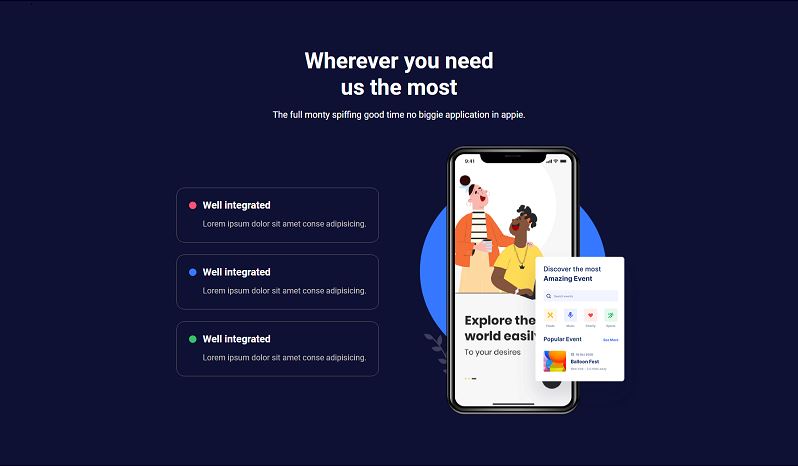 Wherever you need
us the most
The full monty spiffing good time no biggie application in appie.
Well integrated
Lorem ipsum dolor sit amet conse adipisicing.
Well integrated
Lorem ipsum dolor sit amet conse adipisicing.
Well integrated
Lorem ipsum dolor sit amet conse adipisicing.
9:41
Explore the
world easily
To your desires
Discover the most
Amazing Event
Search events
Foods
Music
Charity
Sports
Popular Event
See More
Balloon Fest